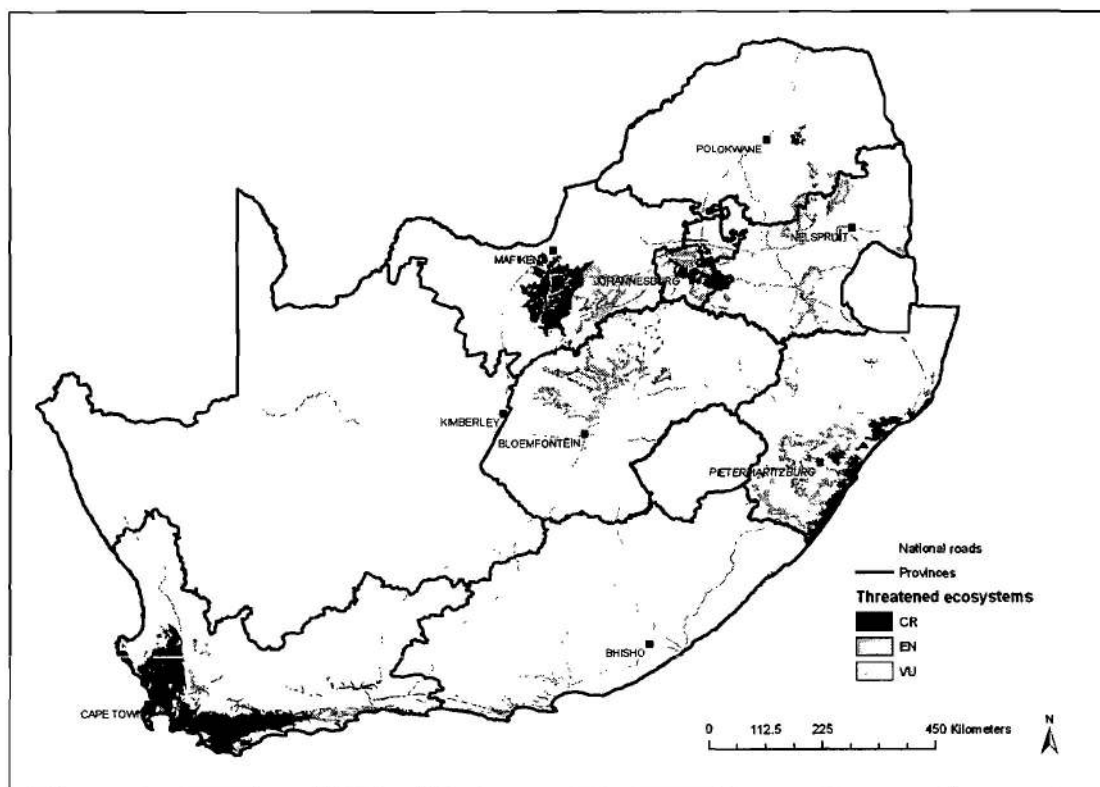 POLOKWANE
NELSPRUIT
MAFIKENG
JOHANNESBURG
KIMBERLEY
BLOEMFONTEIN
PIETERMARITZBURG
BHISHO
CAPE TOWN
National roads
Provinces
Threatened ecosystems
CR
EN
VU
0 112.5 225 450 Kilometers
N